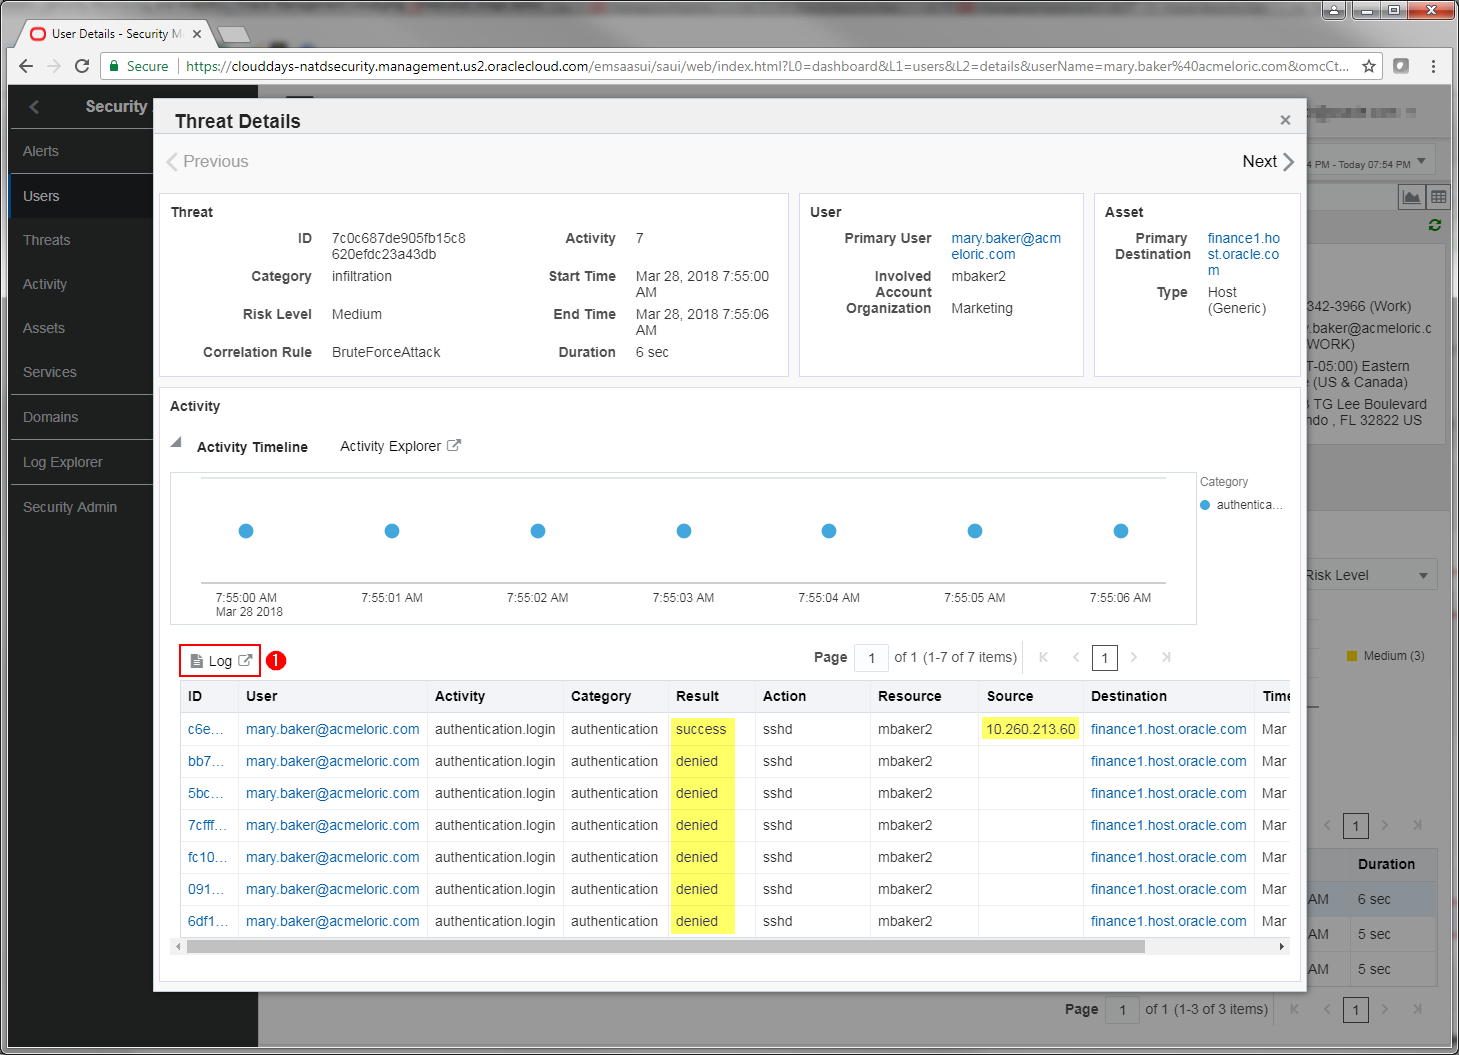 User Details - Security M
Secure
https://clouddays-natdsecurity.management.us2.oraclecloud.com/emsaasui/saui/web/index.html?L0=dashboard&L1=users&L2=details&userName=mary.baker%40acmeloric.com&omcCt...
Security
Alerts
Users
Threats
Activity
Assets
Services
Domains
Log Explorer
Security Admin
Threat Details
Previous
Next
4 PM - Today 07:54 PM
Threat
ID 7c0c687de905fb15c8
620efdc23a43db
Category infiltration
Risk Level Medium
Correlation Rule BruteForceAttack
Activity 7
Start Time Mar 28, 2018 7:55:00
AM
End Time Mar 28, 2018 7:55:06
AM
Duration 6 sec
User
Primary User mary.baker@acm
eloric.com
Involved mbaker2
Account
Organization Marketing
Asset
Primary finance1.ho
Destination st.oracle.co
m
Type Host
(Generic)
342-3966 (Work)
.baker@acmeloric.c
WORK)
T-05:00) Eastern
(US & Canada)
TG Lee Boulevard
ndo , FL 32822 US
Activity
Activity Timeline Activity Explorer
Category
authentica...
7:55:00 AM 7:55:01 AM 7:55:02 AM 7:55:03 AM 7:55:04 AM 7:55:05 AM 7:55:06 AM
Mar 28 2018
Risk Level
Medium (3)
Log 1
Page 1 of 1 (1-7 of 7 items) 1
ID User Activity Category Result Action Resource Source Destination Time
c6e... mary.baker@acmeloric.com authentication.login authentication success sshd mbaker2 10.260.213.60 finance1.host.oracle.com Mar
bb7... mary.baker@acmeloric.com authentication.login authentication denied sshd mbaker2 finance1.host.oracle.com Mar
5bc... mary.baker@acmeloric.com authentication.login authentication denied sshd mbaker2 finance1.host.oracle.com Mar
7cfff... mary.baker@acmeloric.com authentication.login authentication denied sshd mbaker2 finance1.host.oracle.com Mar
fc10... mary.baker@acmeloric.com authentication.login authentication denied sshd mbaker2 finance1.host.oracle.com Mar
091... mary.baker@acmeloric.com authentication.login authentication denied sshd mbaker2 finance1.host.oracle.com Mar
6df1... mary.baker@acmeloric.com authentication.login authentication denied sshd mbaker2 finance1.host.oracle.com Mar
1
Duration
AM 6 sec
AM 5 sec
AM 5 sec
Page 1 of 1 (1-3 of 3 items) 1